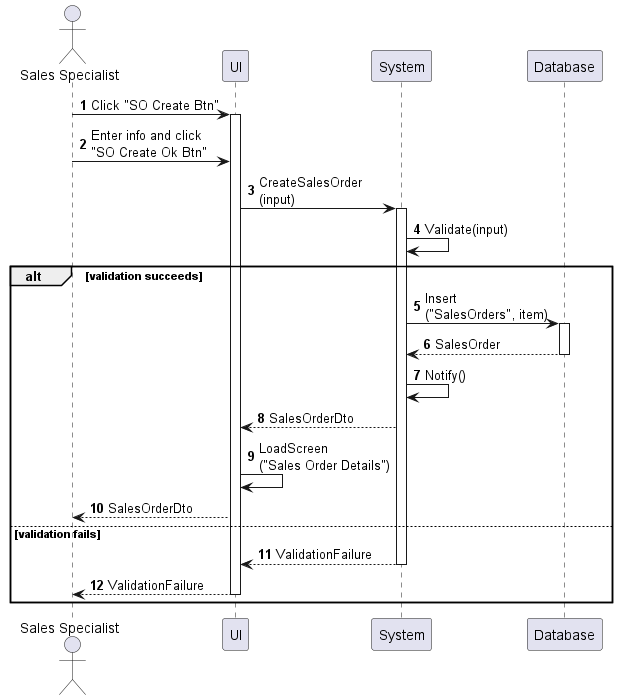 Sales Specialist
UI
System
Database
1 Click "SO Create Btn"
2 Enter info and click
"SO Create Ok Btn"
3 CreateSalesOrder
(input)
4 Validate(input)
alt [validation succeeds]
5 Insert
("SalesOrders", item)
6 SalesOrder
7 Notify()
8 SalesOrderDto
9 LoadScreen
("Sales Order Details")
10 SalesOrderDto
[validation fails]
11 ValidationFailure
12 ValidationFailure
Sales Specialist
UI
System
Database